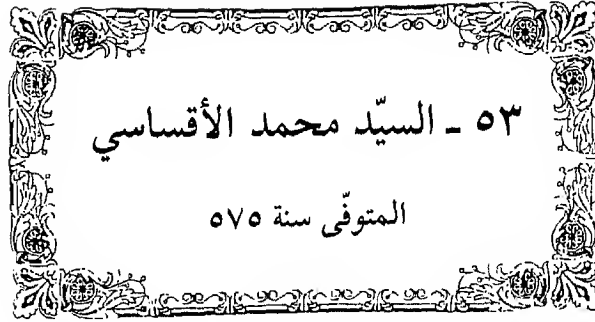 ٥٣ ـ السيّد محمد الأقساسي
المتوفّى سنة ٥٧٥